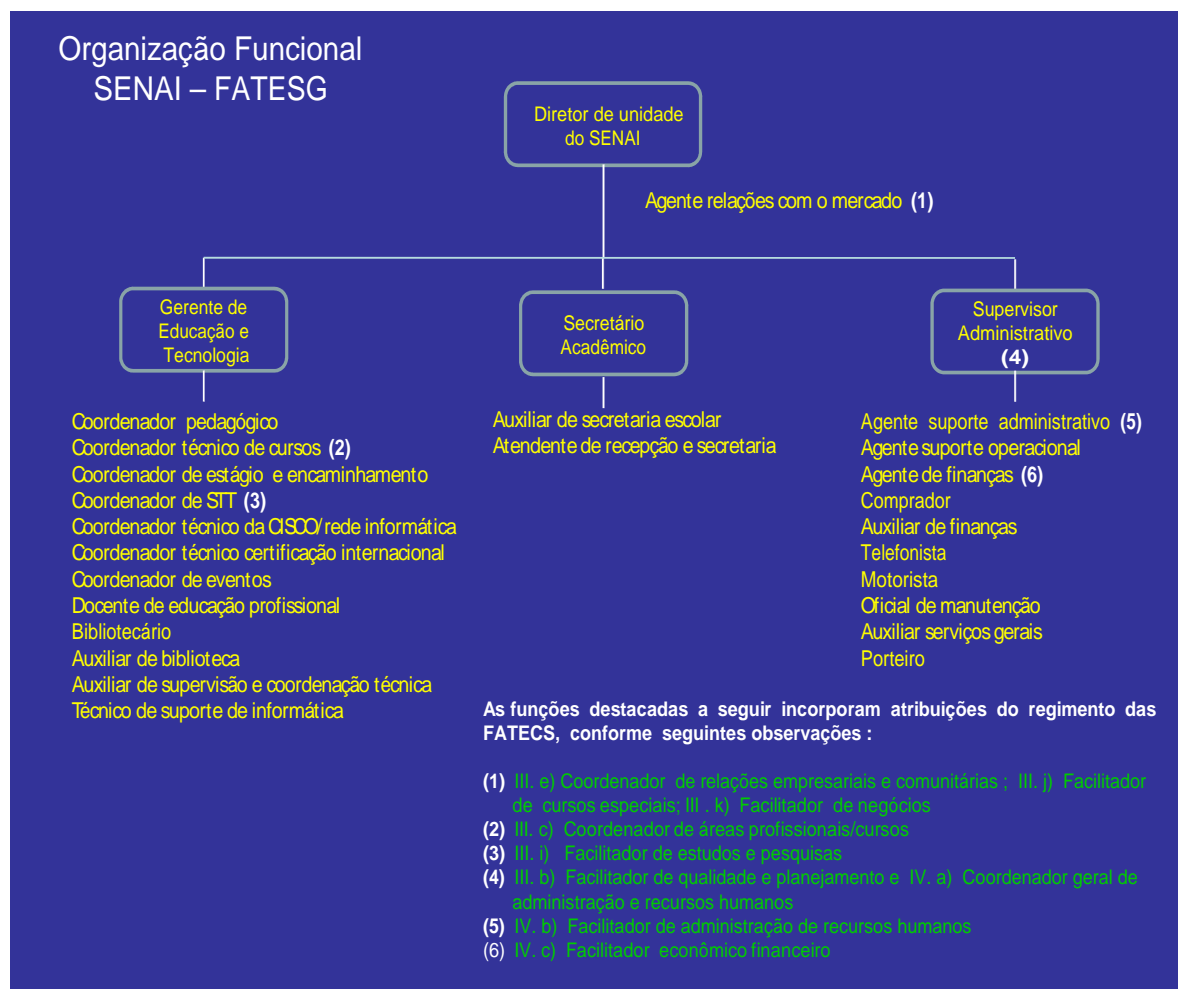 Organização Funcional
SENAI – FATESG
Diretor de unidade
do SENAI
Agente relações com o mercado (1)
Gerente de
Educação e
Tecnologia
Secretário
Acadêmico
Supervisor
Administrativo
(4)
Coordenador pedagógico
Coordenador técnico de cursos (2)
Coordenador de estágio e encaminhamento
Coordenador de STT (3)
Coordenador técnico da CISCO/rede informática
Coordenador técnico certificação internacional
Coordenador de eventos
Docente de educação profissional
Bibliotecário
Auxiliar de biblioteca
Auxiliar de supervisão e coordenação técnica
Técnico de suporte de informática
Auxiliar de secretaria escolar
Atendente de recepção e secretaria
Agente suporte administrativo (5)
Agente suporte operacional
Agente de finanças (6)
Comprador
Auxiliar de finanças
Telefonista
Motorista
Oficial de manutenção
Auxiliar serviços gerais
Porteiro
As funções destacadas a seguir incorporam atribuições do regimento das
FATECS, conforme seguintes observações :
(1) III. e) Coordenador de relações empresariais e comunitárias ; III. j) Facilitador
de cursos especiais; III . k) Facilitador de negócios
(2) III. c) Coordenador de áreas profissionais/cursos
(3) III. i) Facilitador de estudos e pesquisas
(4) III. b) Facilitador de qualidade e planejamento e IV. a) Coordenador geral de
administração e recursos humanos
(5) IV. b) Facilitador de administração de recursos humanos
(6) IV. c) Facilitador econômico financeiro